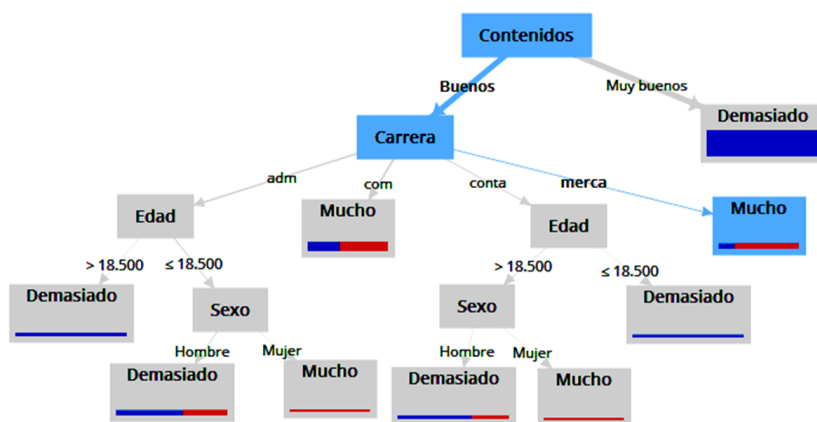 Contenidos
Buenos
Muy buenos
Demasiado
Carrera
adm
com
conta
merca
Edad
Mucho
Edad
Mucho
> 18.500
≤ 18.500
> 18.500
≤ 18.500
Demasiado
Sexo
Sexo
Demasiado
Hombre
Mujer
Hombre
Mujer
Demasiado
Mucho
Demasiado
Mucho